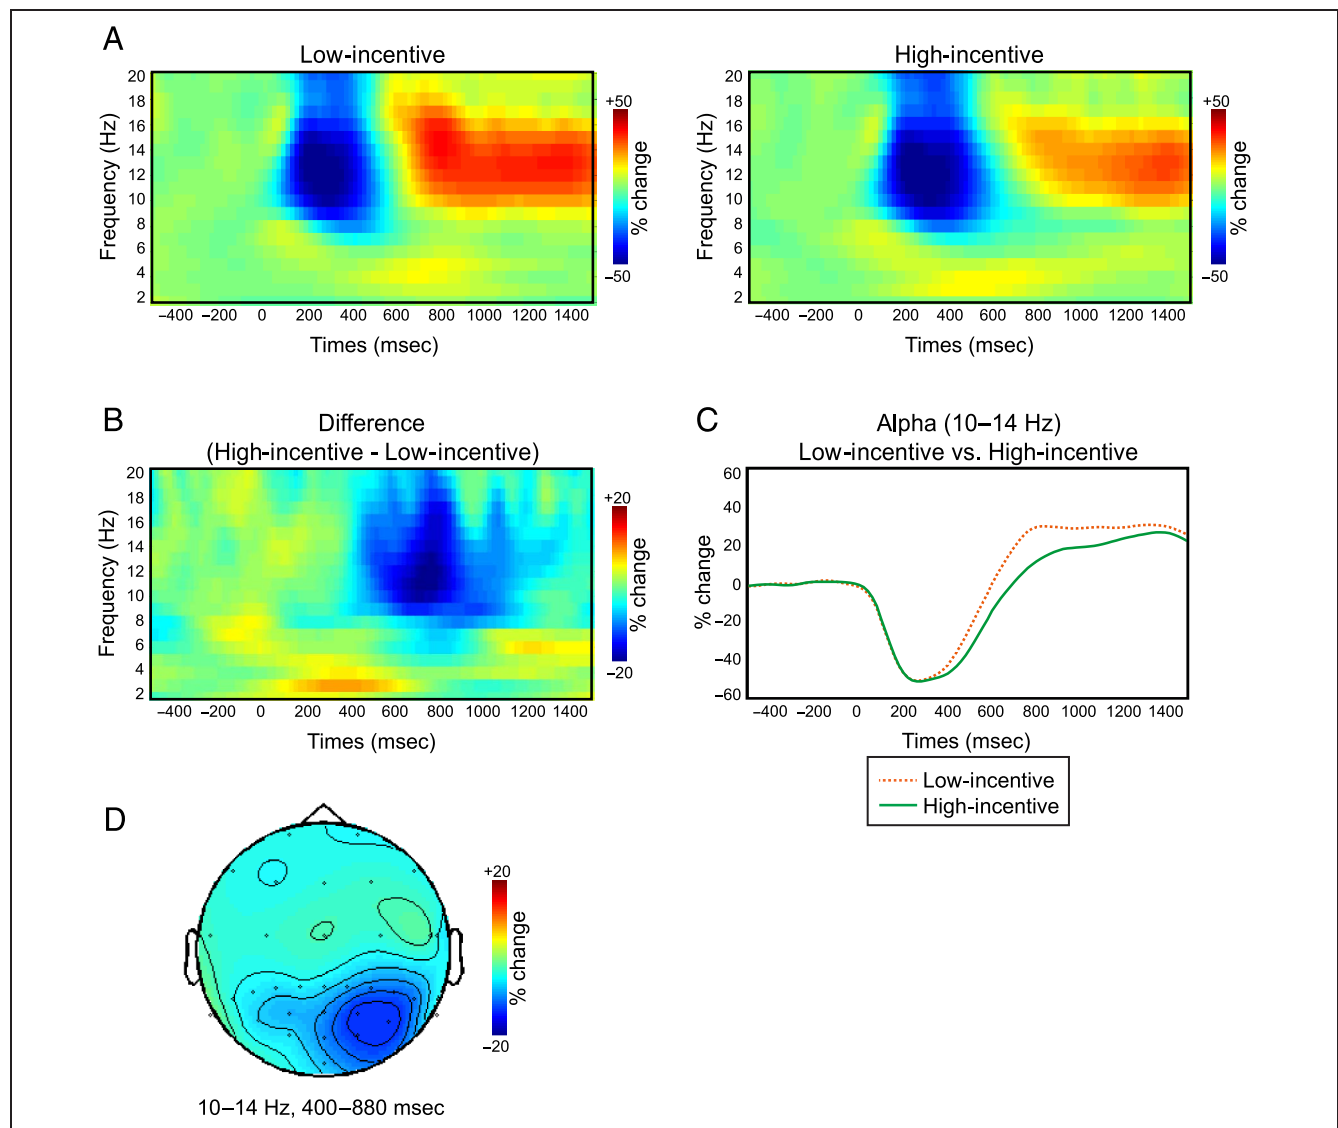 A
Low-incentive
High-incentive
Frequency (Hz)
20
18
16
14
12
10
8
6
4
2
−400 −200 0 200 400 600 800 1000 1200 1400
Times (msec)
+50
% change
−50
Frequency (Hz)
20
18
16
14
12
10
8
6
4
2
−400 −200 0 200 400 600 800 1000 1200 1400
Times (msec)
+50
% change
−50
B
Difference
(High-incentive - Low-incentive)
Frequency (Hz)
20
18
16
14
12
10
8
6
4
2
−400 −200 0 200 400 600 800 1000 1200 1400
Times (msec)
+20
% change
−20
C
Alpha (10–14 Hz)
Low-incentive vs. High-incentive
% change
60
40
20
0
−20
−40
−60
−400 −200 0 200 400 600 800 1000 1200 1400
Times (msec)
Low-incentive
High-incentive
D
+20
% change
−20
10–14 Hz, 400–880 msec